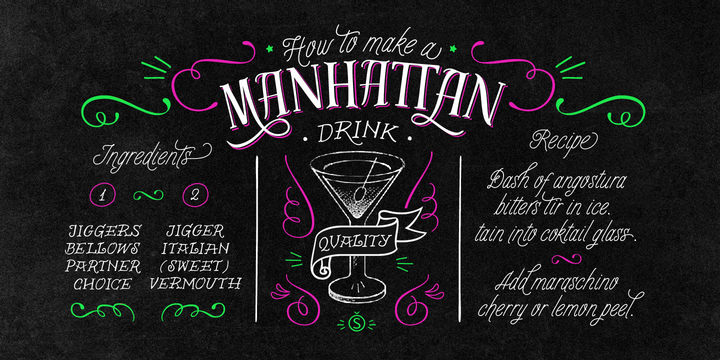 How to make a
MANHATTAN
· DRINK ·
Ingredients
1
JIGGERS
BELLOWS
PARTNER
CHOICE
2
JIGGER
ITALIAN
(SWEET)
VERMOUTH
QUALITY
Š
Recipe
Dash of angostura
bitters tir in ice.
tain into coktail glass.
Add marqschino
cherry or lemon peel.